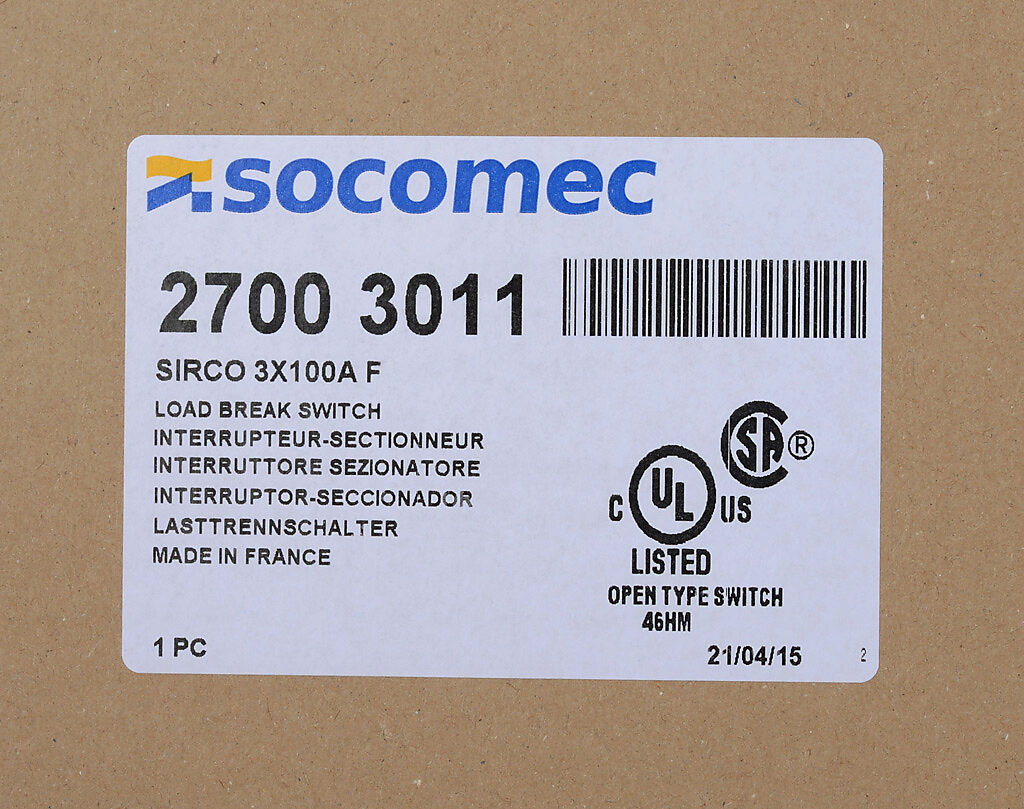 socomec
2700 3011
SIRCO 3X100A F
LOAD BREAK SWITCH
INTERRUPTEUR-SECTIONNEUR
INTERRUTTORE SEZIONATORE
INTERRUPTOR-SECCIONADOR
LASTTRENNSCHALTER
MADE IN FRANCE
1 PC
SA ®
C UL US
LISTED
OPEN TYPE SWITCH
46HM
21/04/15
2